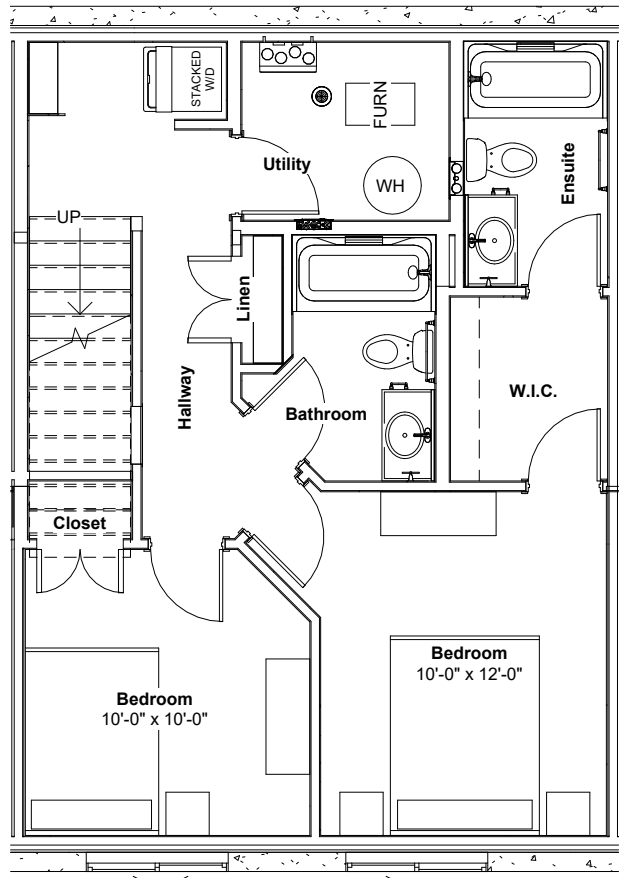 STACKED
W/D
FURN
Utility
WH
Ensuite
UP
Linen
Hallway
Bathroom
W.I.C.
Closet
Bedroom
10'-0" x 12'-0"
Bedroom
10'-0" x 10'-0"